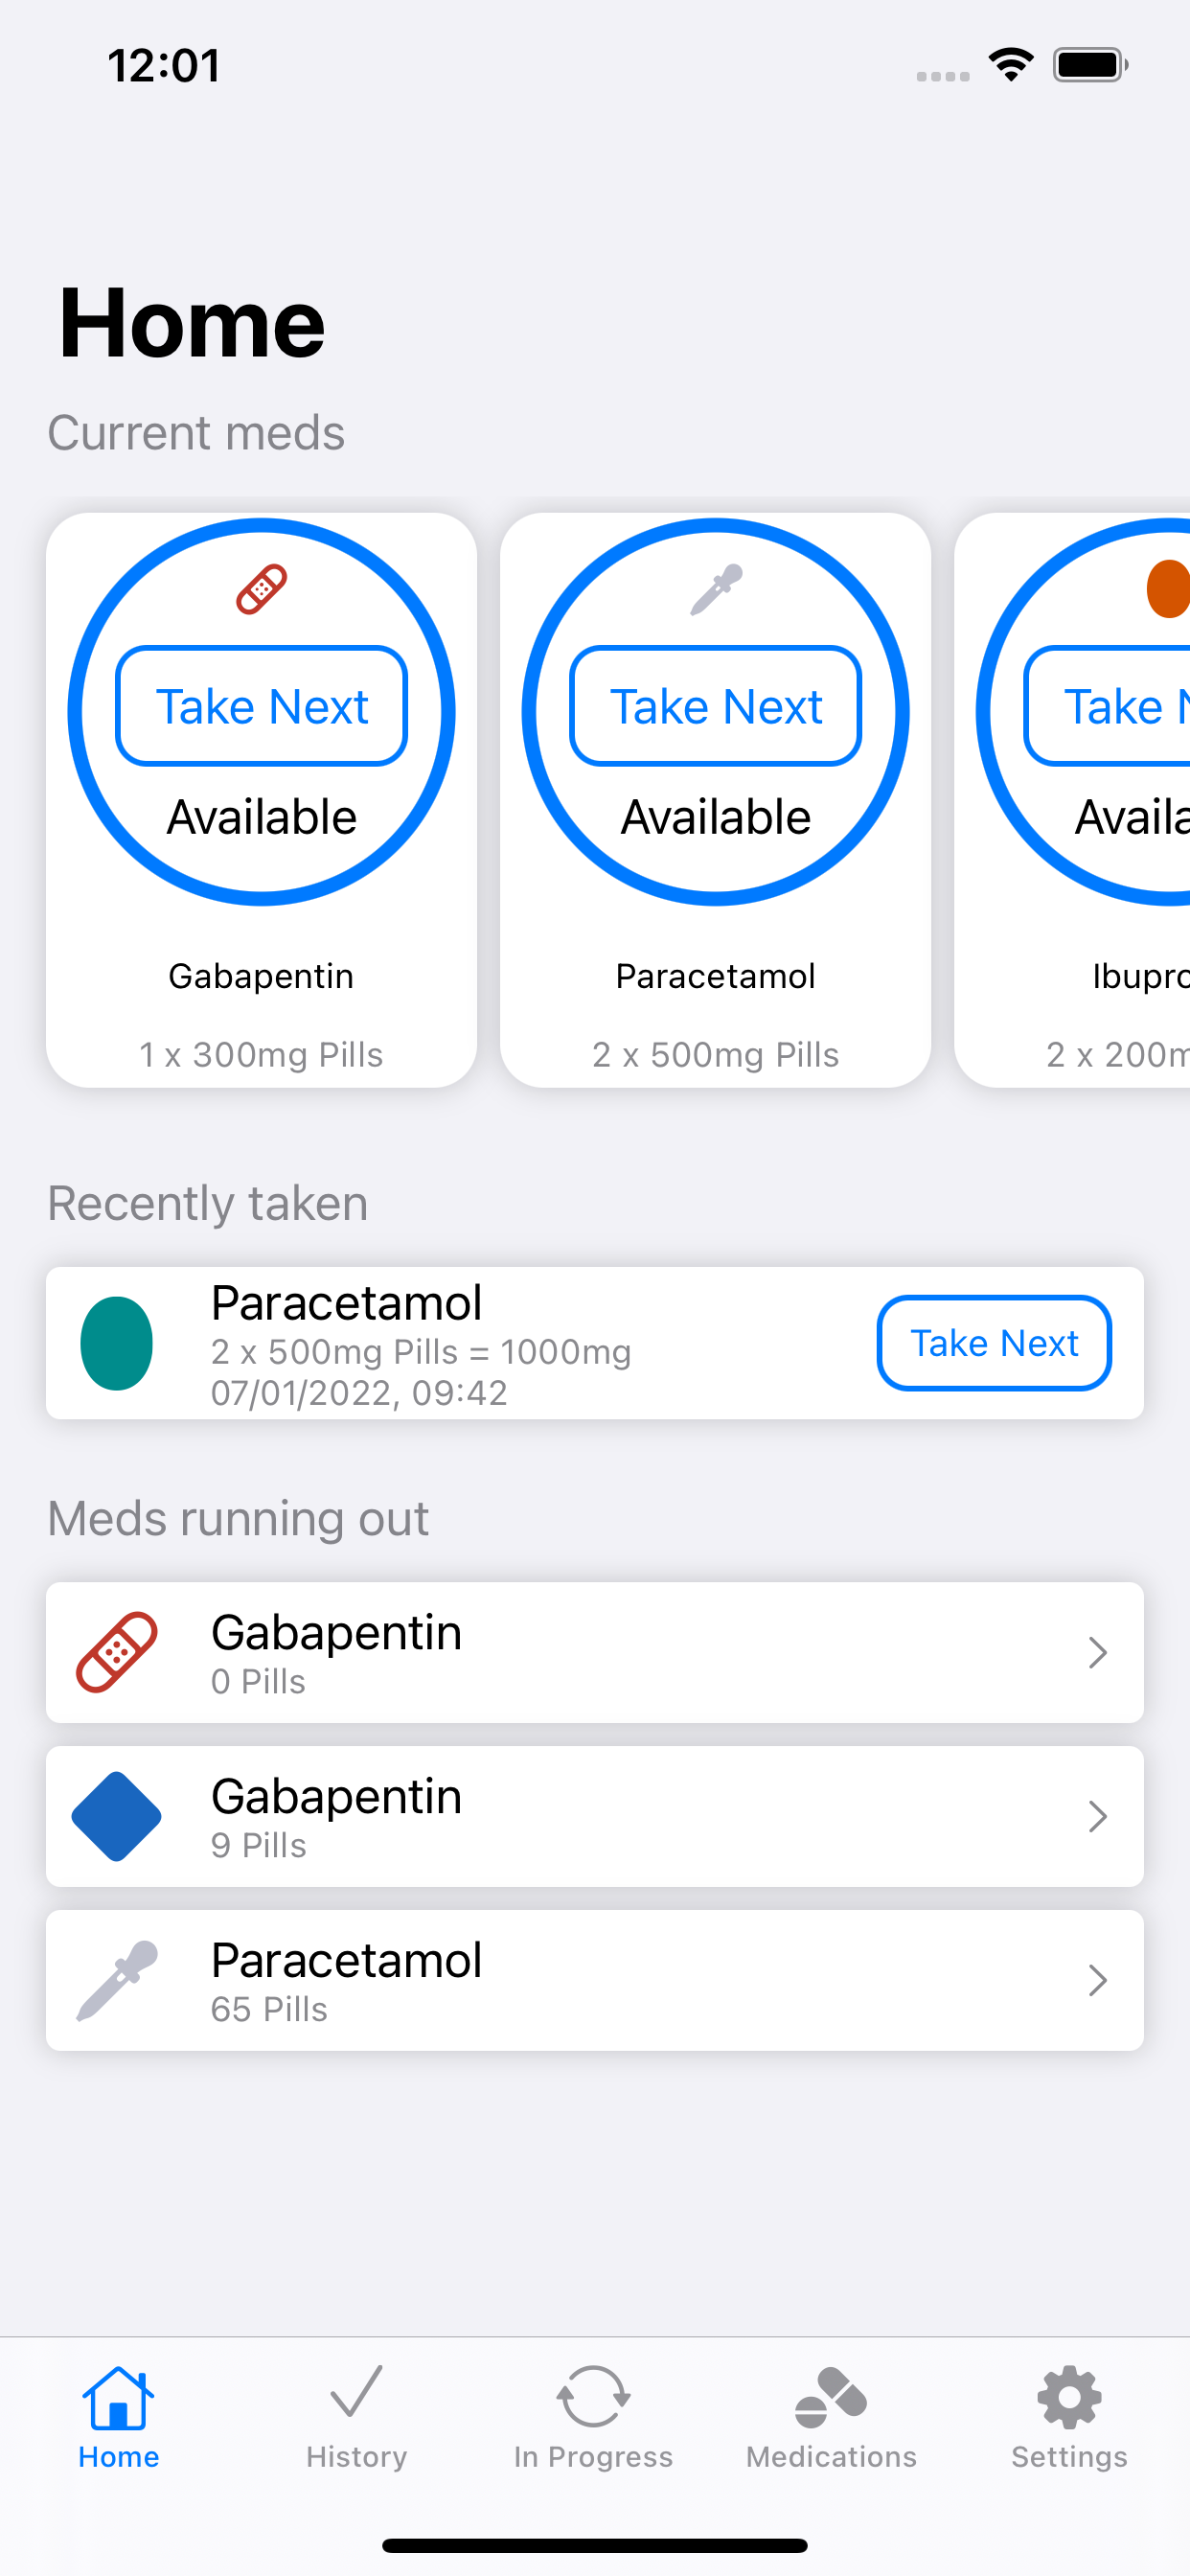 12:01
Home
Current meds
Take Next
Available
Gabapentin
1 x 300mg Pills
Take Next
Available
Paracetamol
2 x 500mg Pills
Take N
Availa
Ibupro
2 x 200m
Recently taken
Paracetamol
2 x 500mg Pills = 1000mg
07/01/2022, 09:42
Take Next
Meds running out
Gabapentin
0 Pills
Gabapentin
9 Pills
Paracetamol
65 Pills
Home
History
In Progress
Medications
Settings